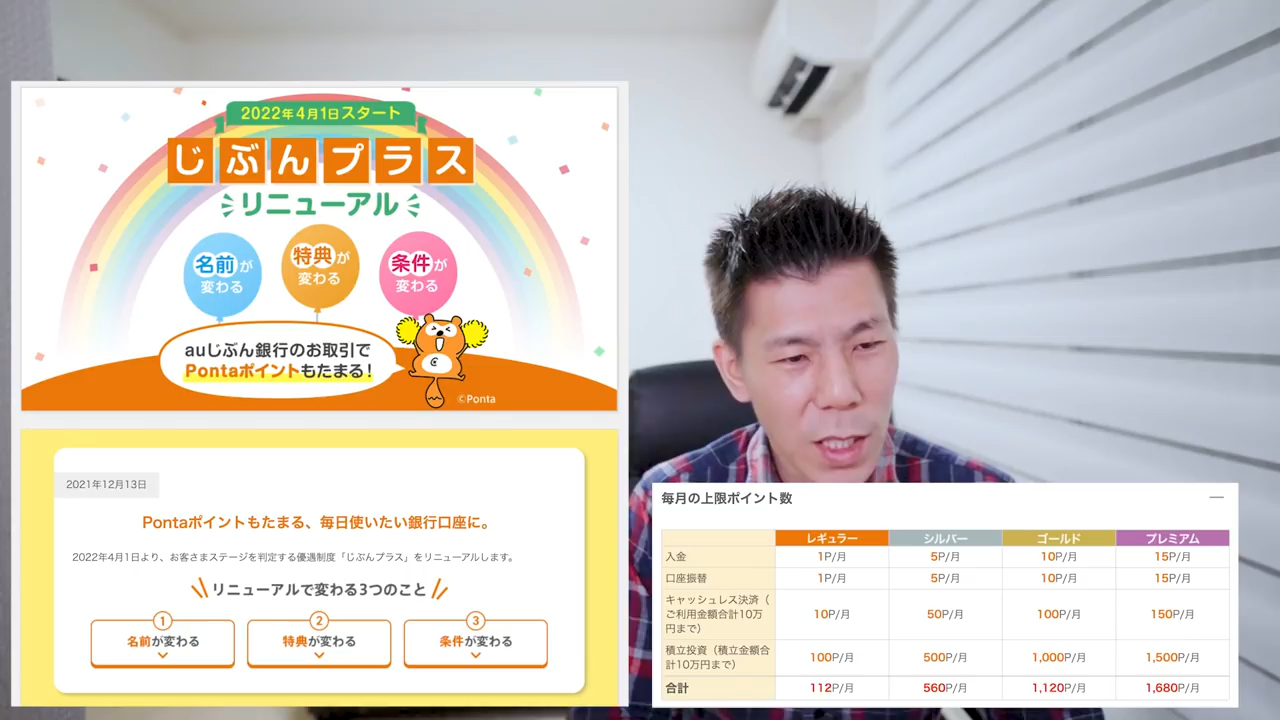 2022年4月1日スタート
じぶんプラス
リニューアル
名前が
変わる
特典が
変わる
条件が
変わる
auじぶん銀行のお取引で
Pontaポイントもたまる!
©Ponta
2021年12月13日
Pontaポイントもたまる、毎日使いたい銀行口座に。
2022年4月1日より、お客さまステージを判定する優遇制度「じぶんプラス」をリニューアルします。
リニューアルで変わる3つのこと
1
名前が変わる
2
特典が変わる
3
条件が変わる
毎月の上限ポイント数
レギュラー シルバー ゴールド プレミアム
入金 1P/月 5P/月 10P/月 15P/月
口座振替 1P/月 5P/月 10P/月 15P/月
キャッシュレス決済（
ご利用金額合計10万 10P/月 50P/月 100P/月 150P/月
円まで）
積立投資（積立金額合 100P/月 500P/月 1,000P/月 1,500P/月
計10万円まで）
合計 112P/月 560P/月 1,120P/月 1,680P/月